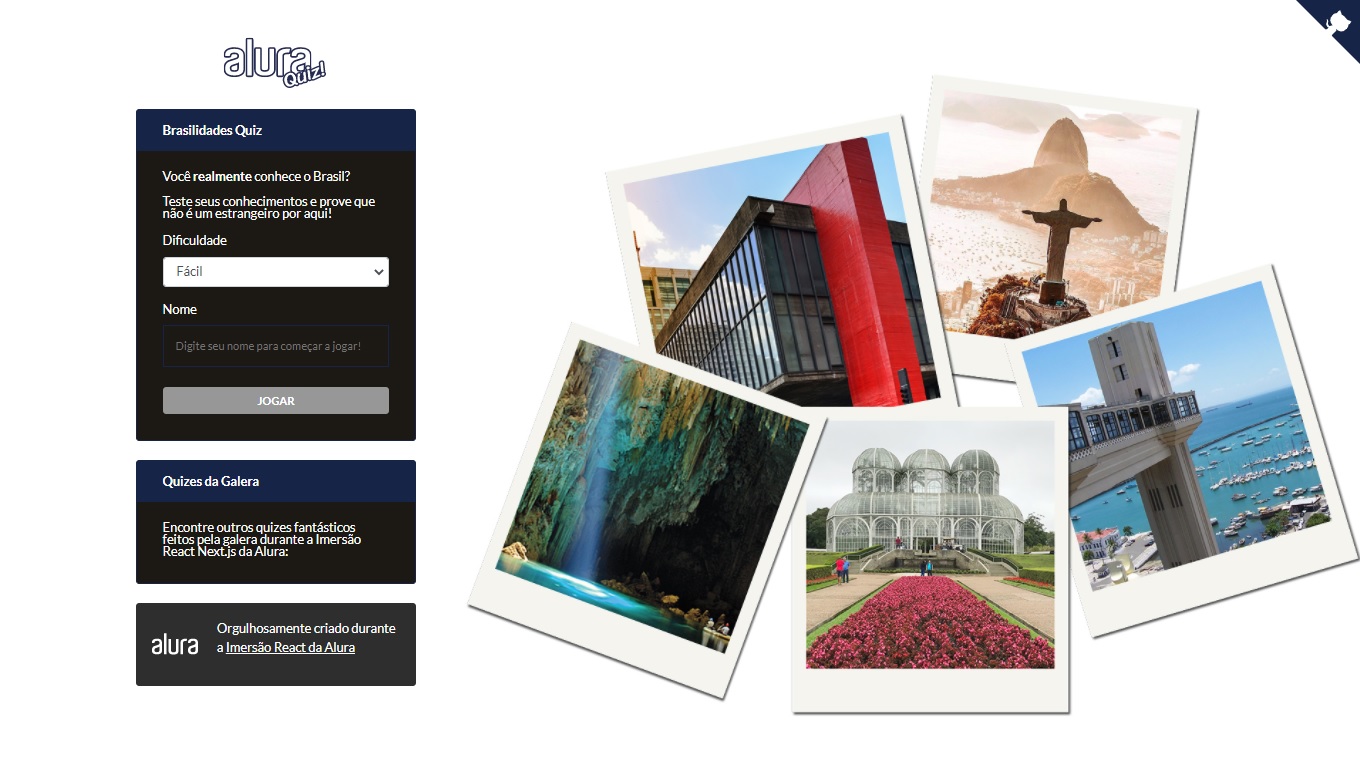 alura
Quiz!
Brasilidades Quiz
Você realmente conhece o Brasil?
Teste seus conhecimentos e prove que
não é um estrangeiro por aqui!
Dificuldade
Fácil
Nome
Digite seu nome para começar a jogar!
JOGAR
Quizes da Galera
Encontre outros quizes fantásticos
feitos pela galera durante a Imersão
React Next.js da Alura:
alura
Orgulhosamente criado durante
a Imersão React da Alura